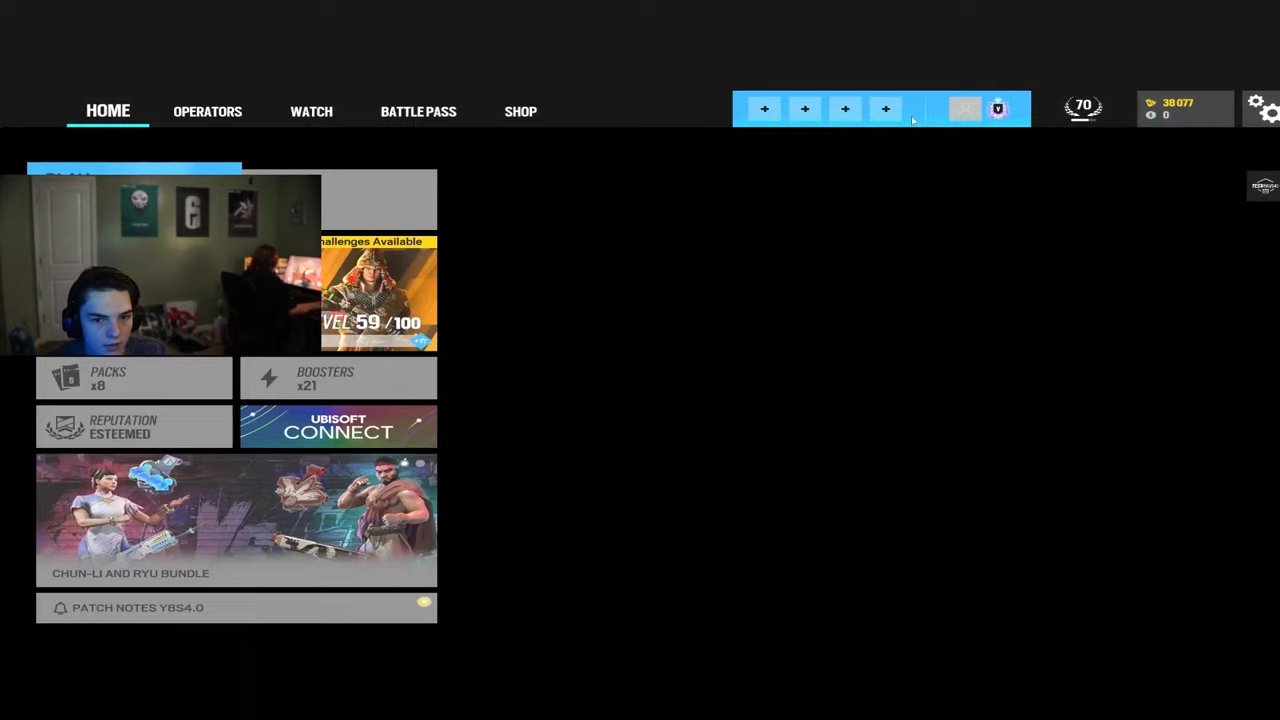 HOME
OPERATORS
WATCH
BATTLE PASS
SHOP
+ + + +
V
70
38 077
0
hallenges Available
VEL 59 /100
PACKS
x8
BOOSTERS
x21
REPUTATION
ESTEEMED
UBISOFT
CONNECT
6
CHUN-LI AND RYU BUNDLE
PATCH NOTES Y8S4.0